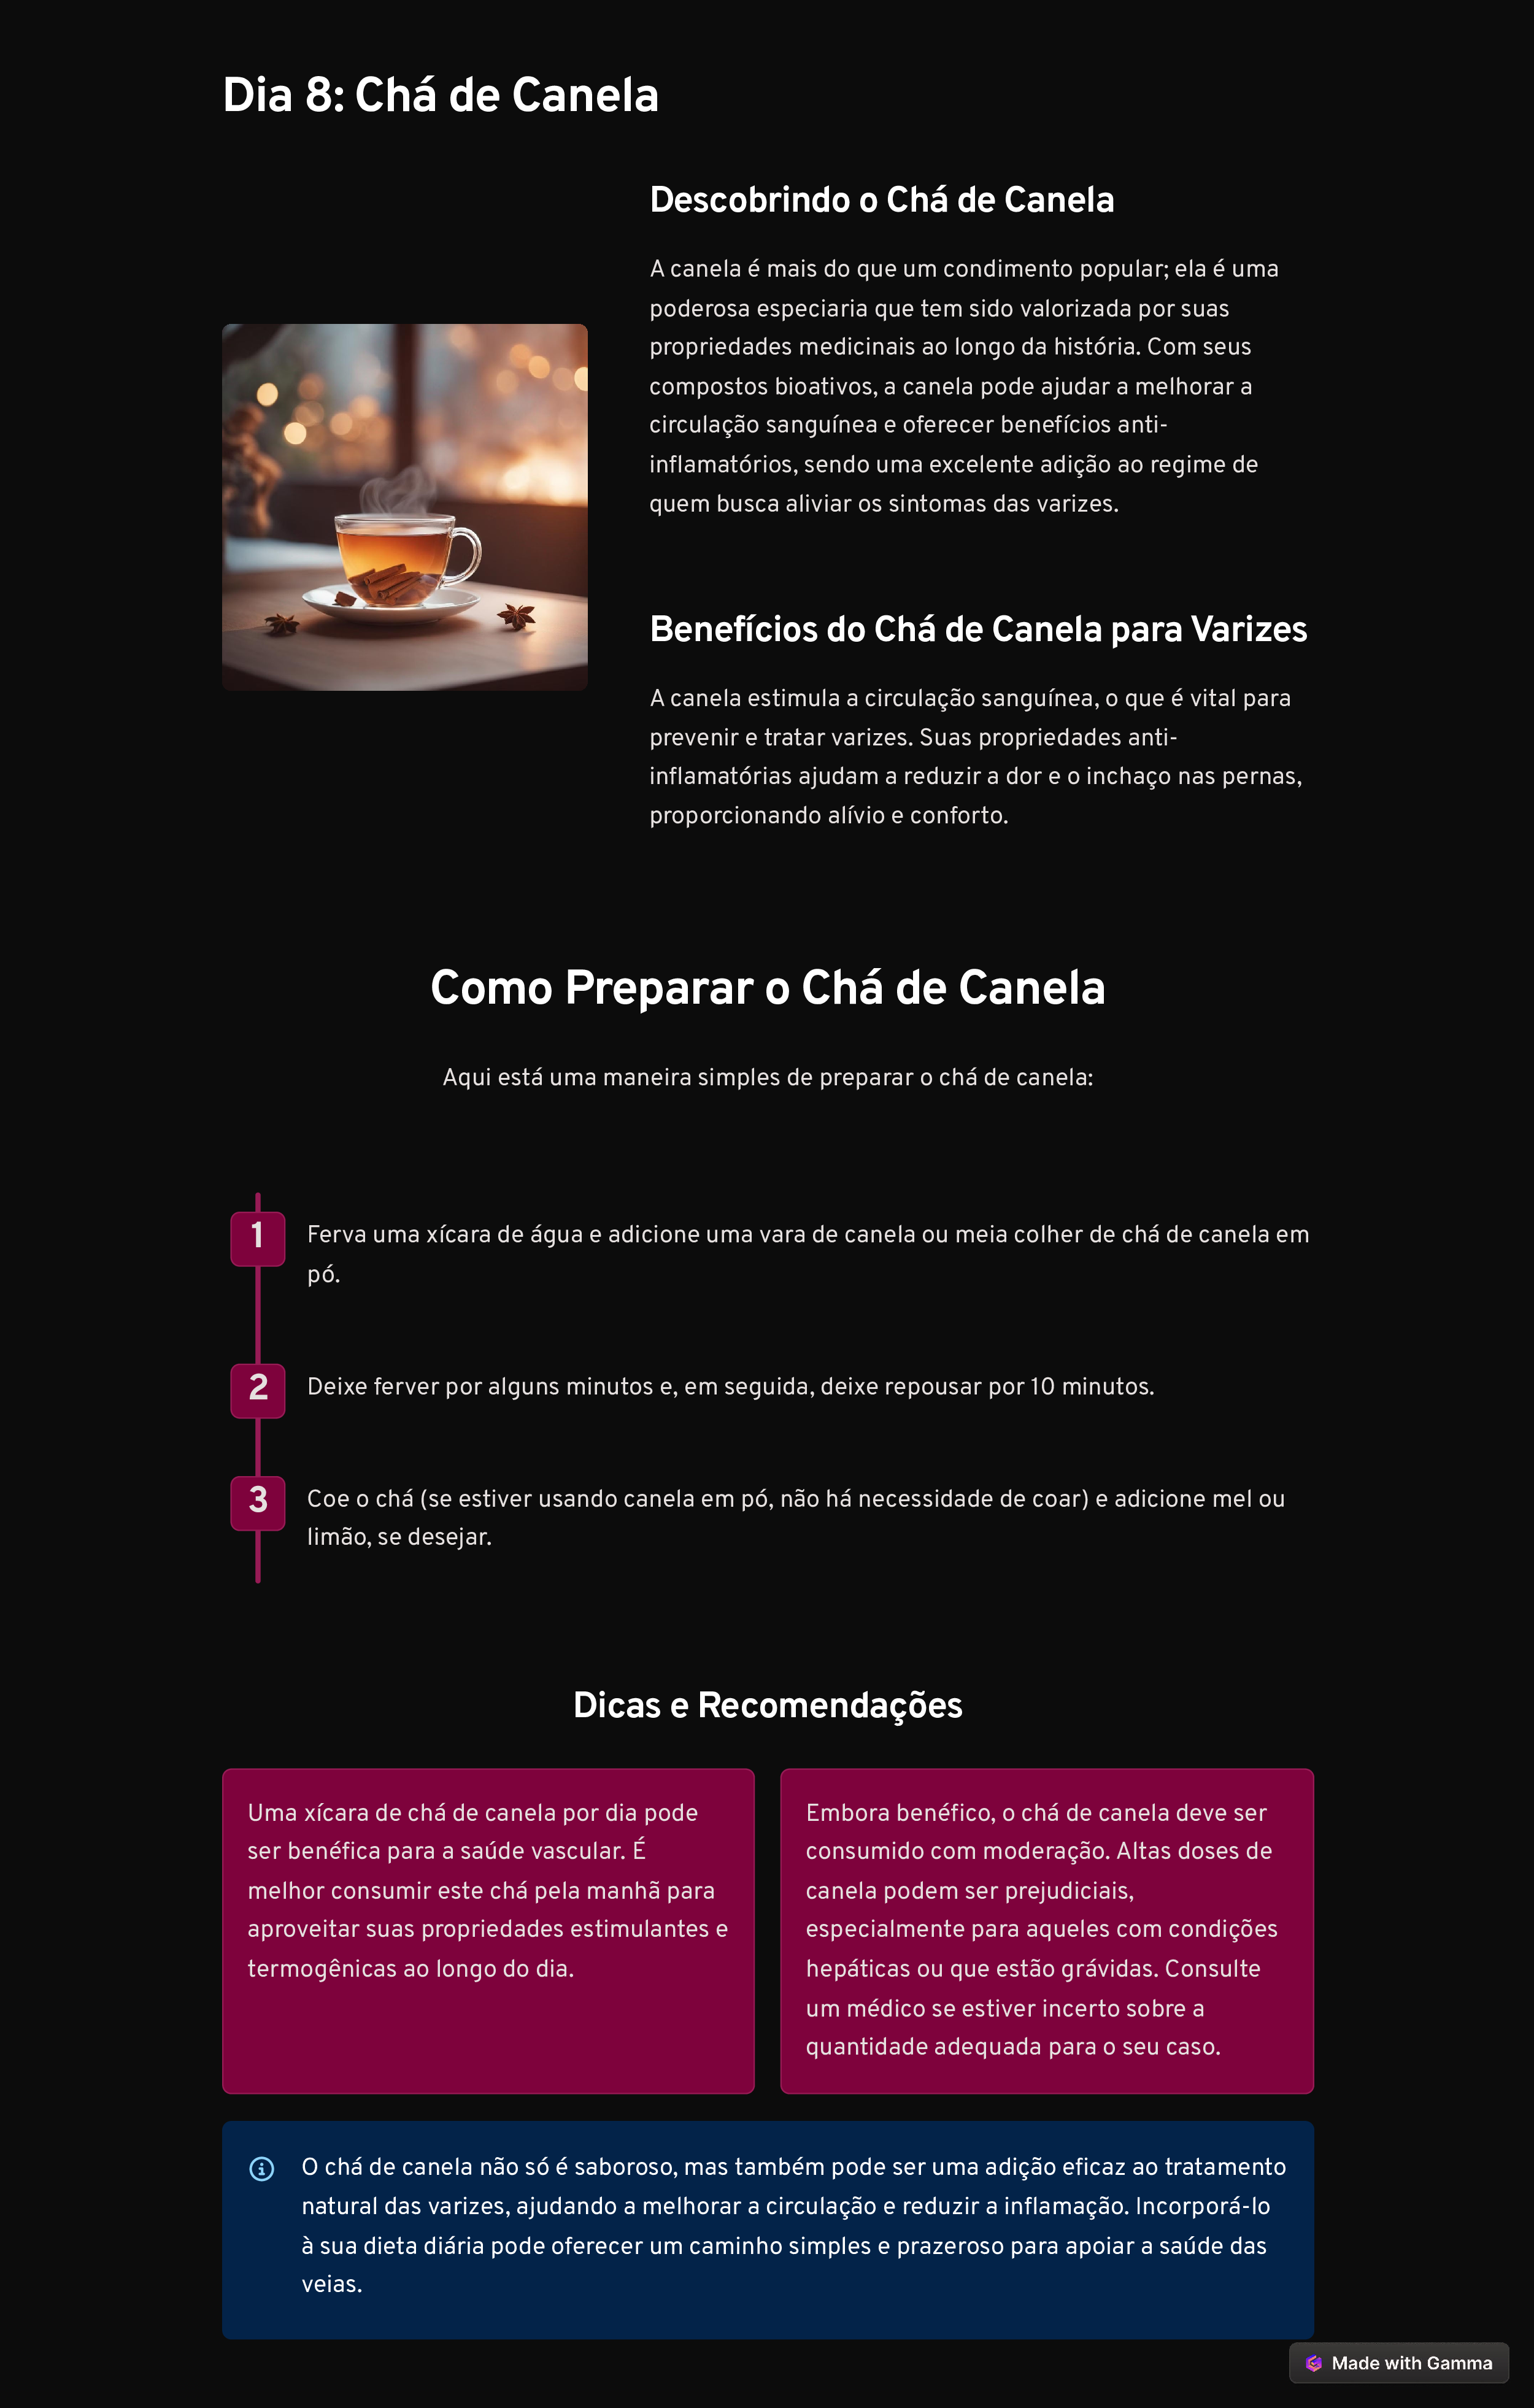 Dia 8: Chá de Canela
Descobrindo o Chá de Canela
A canela é mais do que um condimento popular; ela é uma
poderosa especiaria que tem sido valorizada por suas
propriedades medicinais ao longo da história. Com seus
compostos bioativos, a canela pode ajudar a melhorar a
circulação sanguínea e oferecer benefícios anti-
inflamatórios, sendo uma excelente adição ao regime de
quem busca aliviar os sintomas das varizes.
Benefícios do Chá de Canela para Varizes
A canela estimula a circulação sanguínea, o que é vital para
prevenir e tratar varizes. Suas propriedades anti-
inflamatórias ajudam a reduzir a dor e o inchaço nas pernas,
proporcionando alívio e conforto.
Como Preparar o Chá de Canela
Aqui está uma maneira simples de preparar o chá de canela:
1 Ferva uma xícara de água e adicione uma vara de canela ou meia colher de chá de canela em
pó.
2 Deixe ferver por alguns minutos e, em seguida, deixe repousar por 10 minutos.
3 Coe o chá (se estiver usando canela em pó, não há necessidade de coar) e adicione mel ou
limão, se desejar.
Dicas e Recomendações
Uma xícara de chá de canela por dia pode
ser benéfica para a saúde vascular. É
melhor consumir este chá pela manhã para
aproveitar suas propriedades estimulantes e
termogênicas ao longo do dia.
Embora benéfico, o chá de canela deve ser
consumido com moderação. Altas doses de
canela podem ser prejudiciais,
especialmente para aqueles com condições
hepáticas ou que estão grávidas. Consulte
um médico se estiver incerto sobre a
quantidade adequada para o seu caso.
O chá de canela não só é saboroso, mas também pode ser uma adição eficaz ao tratamento
natural das varizes, ajudando a melhorar a circulação e reduzir a inflamação. Incorporá-lo
à sua dieta diária pode oferecer um caminho simples e prazeroso para apoiar a saúde das
veias.
Made with Gamma